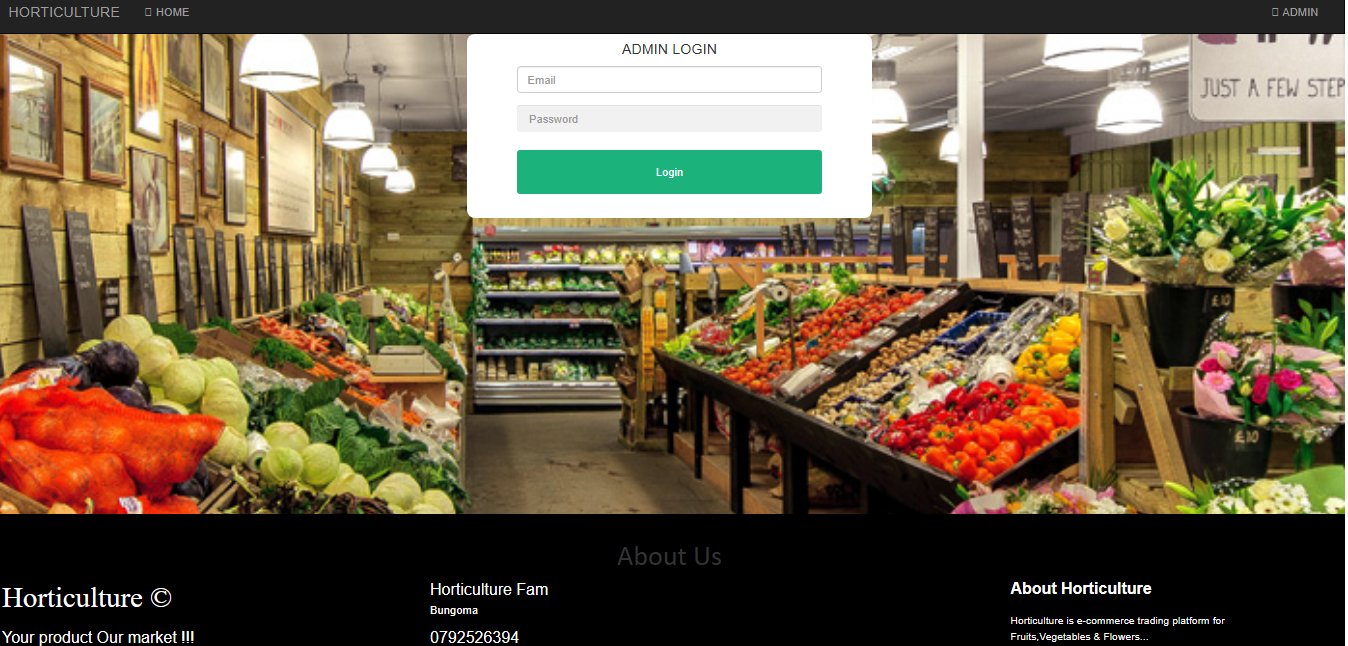 HORTICULTURE HOME ADMIN
ADMIN LOGIN
Email
Password
Login
JUST A FEW STEP
£10
£10
About Us
Horticulture ©
Your product Our market !!!
Horticulture Fam
Bungoma
0792526394
About Horticulture
Horticulture is e-commerce trading platform for
Fruits,Vegetables & Flowers...